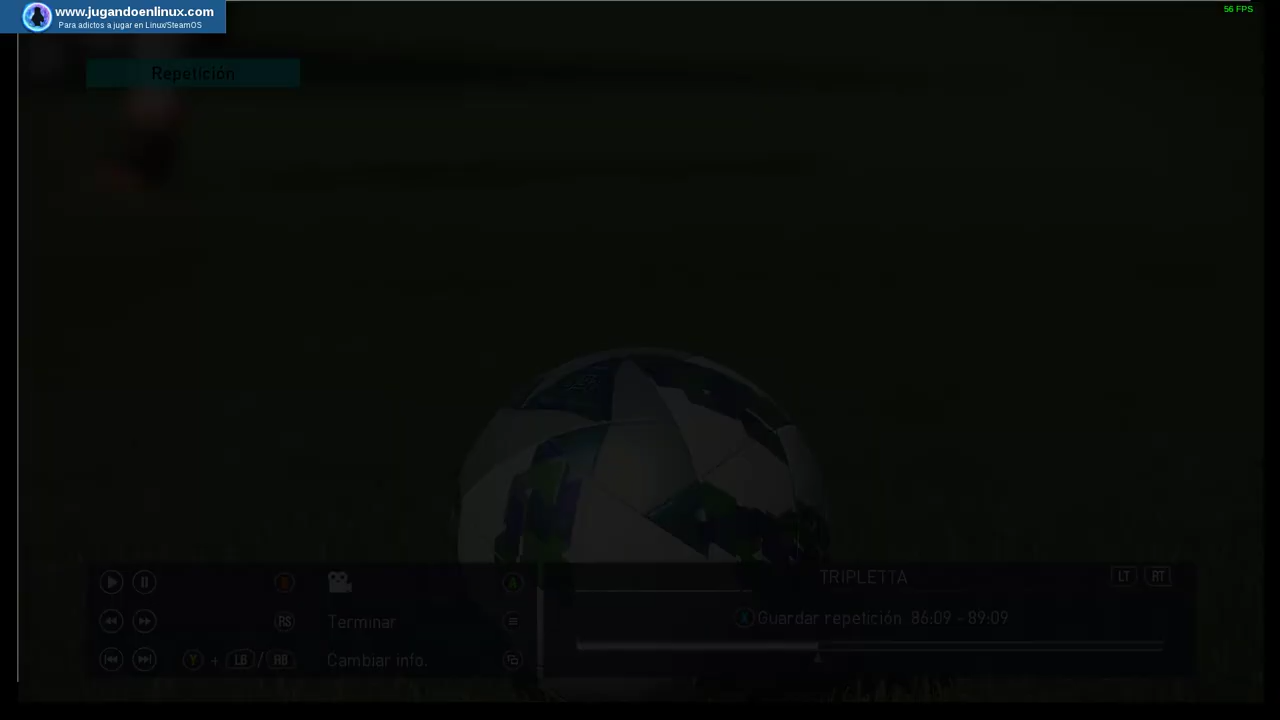 www.jugandoenlinux.com
Para adictos a jugar en Linux/SteamOS
56 FPS
Repetición
TRIPLETTA
LT RT
B
A
X Guardar repetición 86:09 - 89:09
RS Terminar
Y + LB / RB Cambiar info.